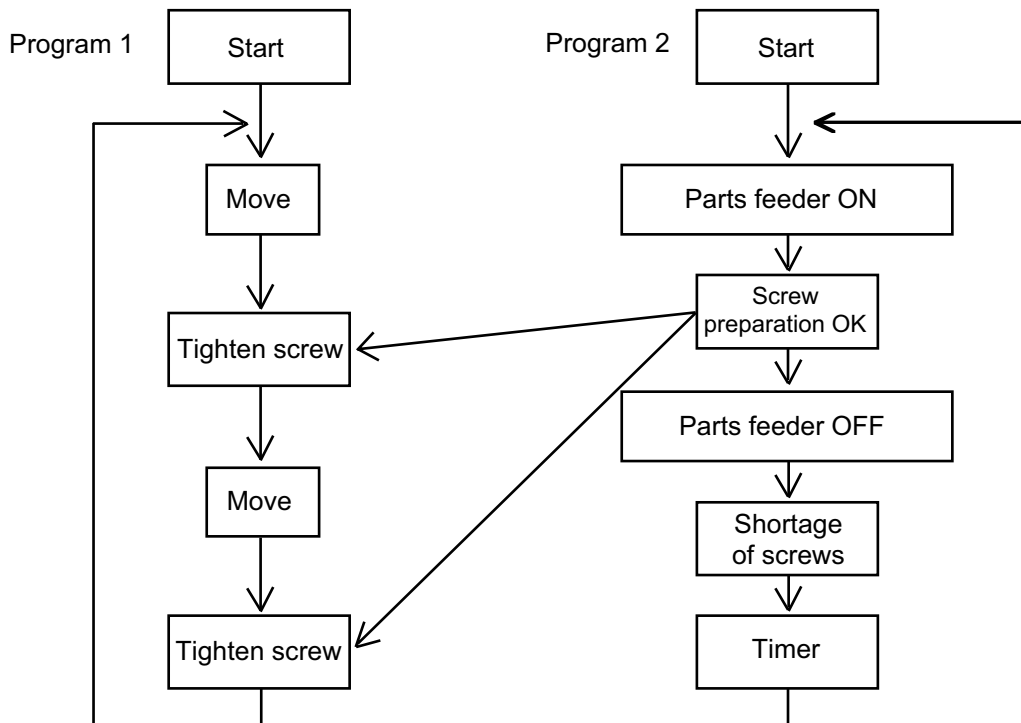 Program 1
Start
Move
Tighten screw
Move
Tighten screw
Program 2
Start
Parts feeder ON
Screw
preparation OK
Parts feeder OFF
Shortage
of screws
Timer